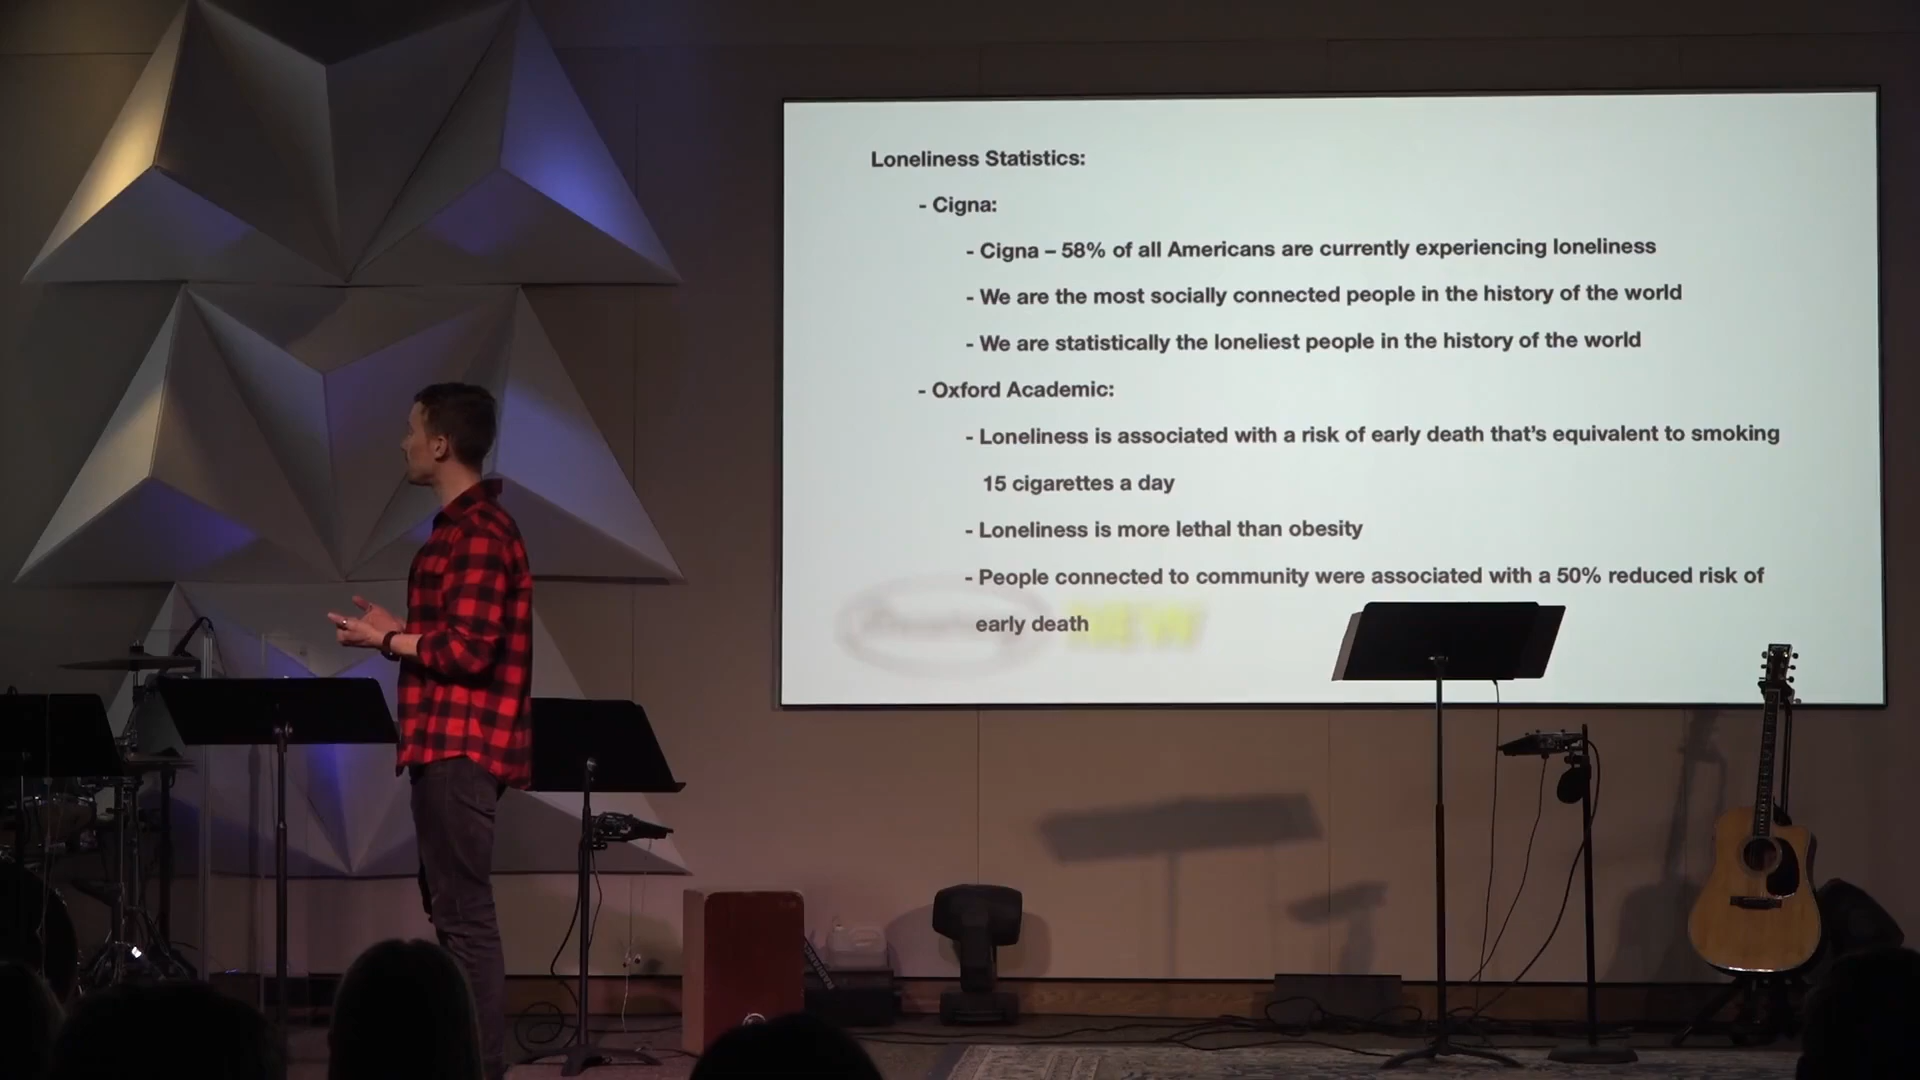 Loneliness Statistics:
- Cigna:
- Cigna – 58% of all Americans are currently experiencing loneliness
- We are the most socially connected people in the history of the world
- We are statistically the loneliest people in the history of the world
- Oxford Academic:
- Loneliness is associated with a risk of early death that's equivalent to smoking
15 cigarettes a day
- Loneliness is more lethal than obesity
- People connected to community were associated with a 50% reduced risk of
early death
NEW